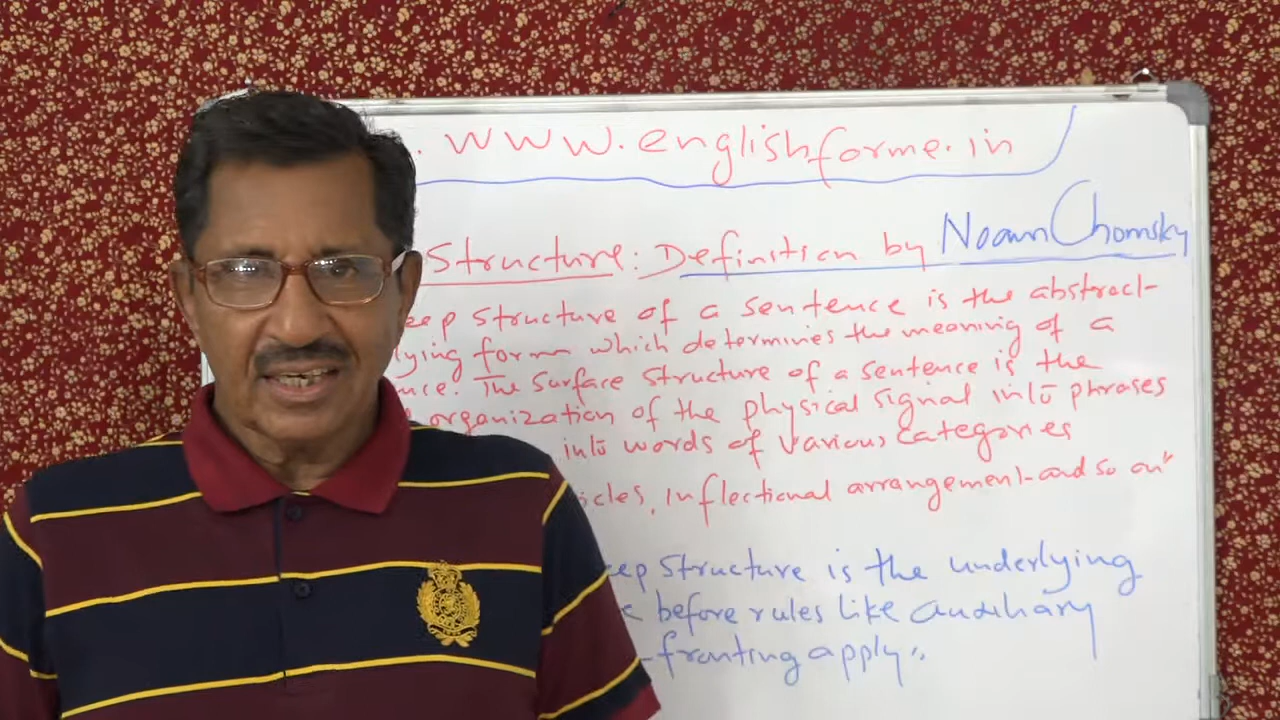 www.englishforme.in
Structure: Definition by Noam Chomsky
eep structure of a sentence is the abstract
lying form which determines the meaning of a
nce. The surface structure of a sentence is the
organization of the physical signal into phrases
into words of various categories
icles, inflectional arrangement and so on"
eep structure is the underlying
e before rules like auxiliary
fronting apply.